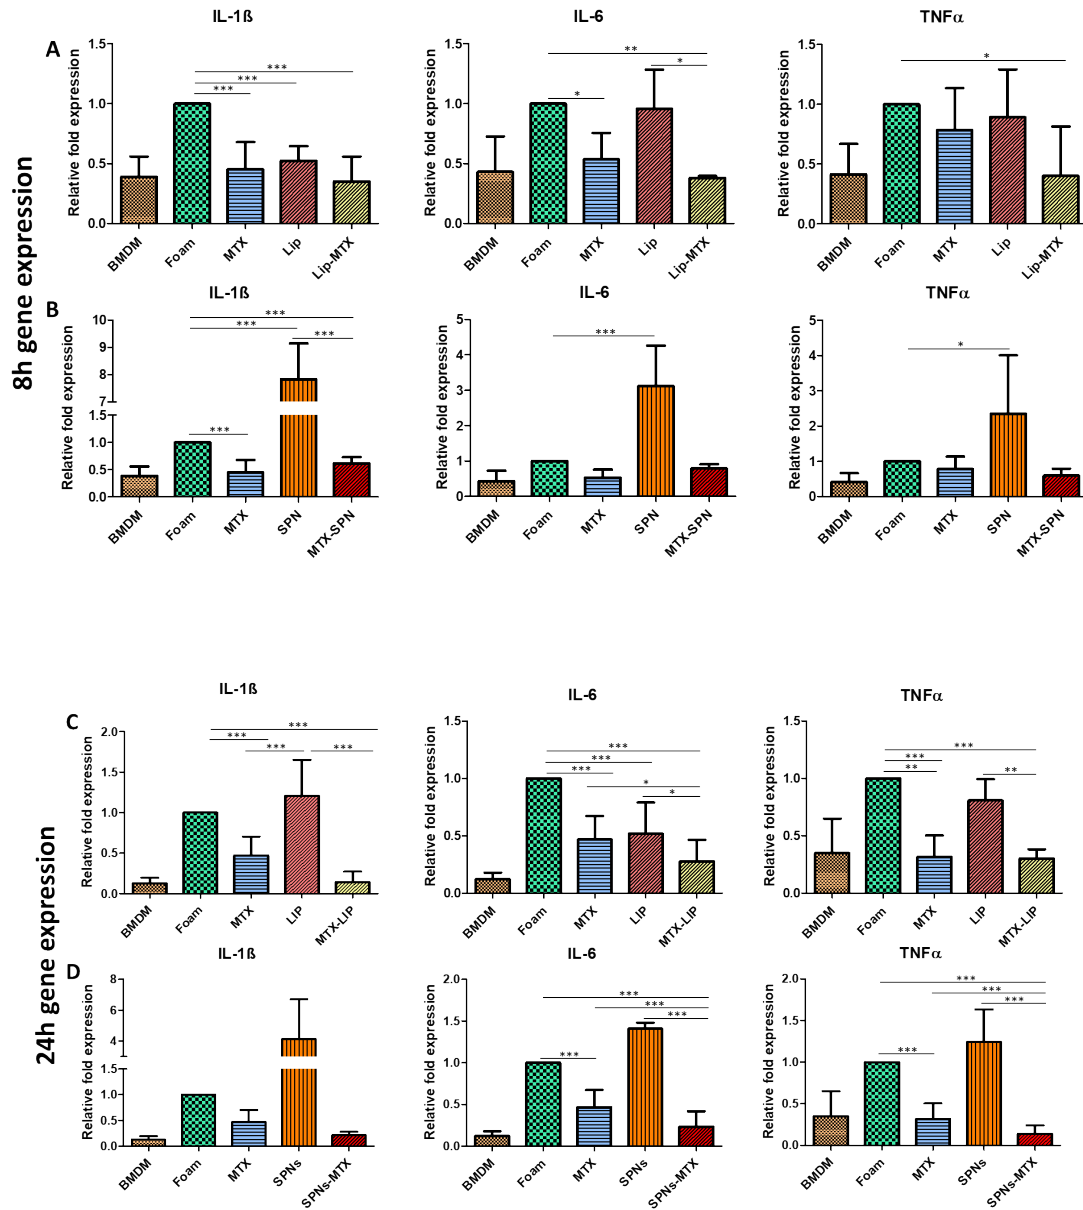 8h gene expression
A
IL-1ß
Relative fold expression
1.5
1.0
0.5
0.0
***
***
***
BMDM
Foam
MTX
Lip
Lip-MTX
IL-6
Relative fold expression
1.5
1.0
0.5
0.0
**
*
*
BMDM
Foam
MTX
Lip
Lip-MTX
TNFα
Relative fold expression
1.5
1.0
0.5
0.0
*
BMDM
Foam
MTX
Lip
Lip-MTX
B
IL-1ß
Relative fold expression
10
9
8
7
1.5
1.0
0.5
0.0
***
***
***
***
BMDM
Foam
MTX
SPN
MTX-SPN
IL-6
Relative fold expression
5
4
3
2
1
0
***
BMDM
Foam
MTX
SPN
MTX-SPN
TNFα
Relative fold expression
5
4
3
2
1
0
*
BMDM
Foam
MTX
SPN
MTX-SPN
24h gene expression
C
IL-1ß
Relative fold expression
2.0
1.5
1.0
0.5
0.0
***
***
***
***
BMDM
Foam
MTX
LIP
MTX-LIP
IL-6
Relative fold expression
1.5
1.0
0.5
0.0
***
***
***
*
*
BMDM
Foam
MTX
LIP
MTX-LIP
TNFα
Relative fold expression
1.5
1.0
0.5
0.0
***
***
**
**
BMDM
Foam
MTX
LIP
MTX-LIP
D
IL-1ß
Relative fold expression
8
6
4
1.5
1.0
0.5
0.0
BMDM
Foam
MTX
SPNs
SPNs-MTX
IL-6
Relative fold expression
2.0
1.5
1.0
0.5
0.0
***
***
***
***
BMDM
Foam
MTX
SPNs
SPNs-MTX
TNFα
Relative fold expression
2.0
1.5
1.0
0.5
0.0
***
***
***
***
BMDM
Foam
MTX
SPNs
SPNs-MTX